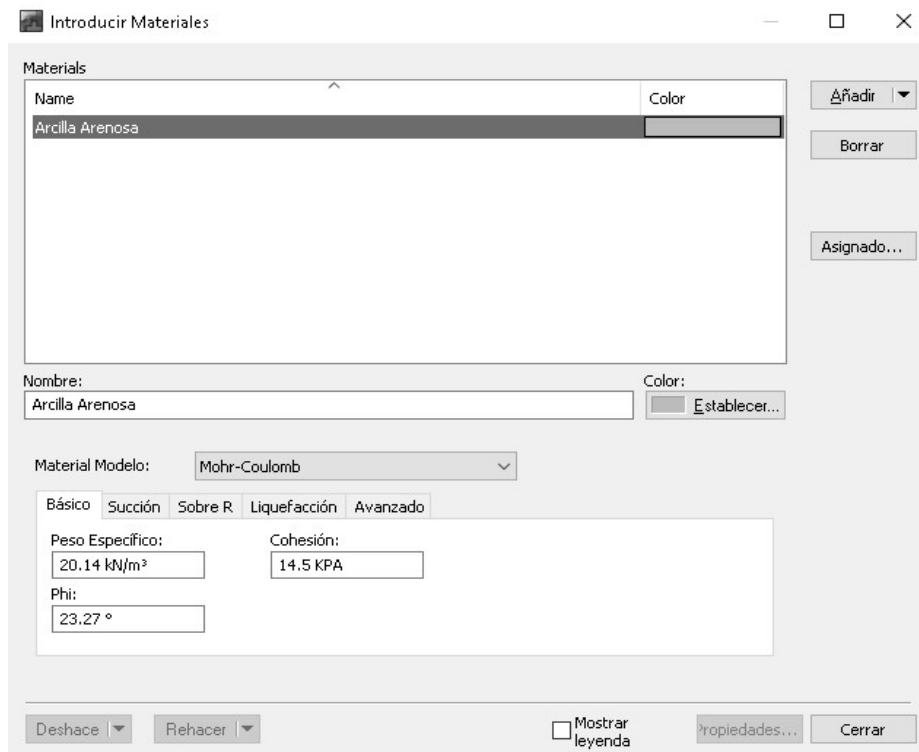 Introducir Materiales
Materials
Name Color
Arcilla Arenosa
Añadir
Borrar
Asignado...
Nombre: Color:
Arcilla Arenosa Establecer...
Material Modelo: Mohr-Coulomb
Básico Succión Sobre R Liquefacción Avanzado
Peso Específico: Cohesión:
20.14 kN/m³ 14.5 KPA
Phi:
23.27 °
Deshace Rehacer Mostrar leyenda Propiedades... Cerrar